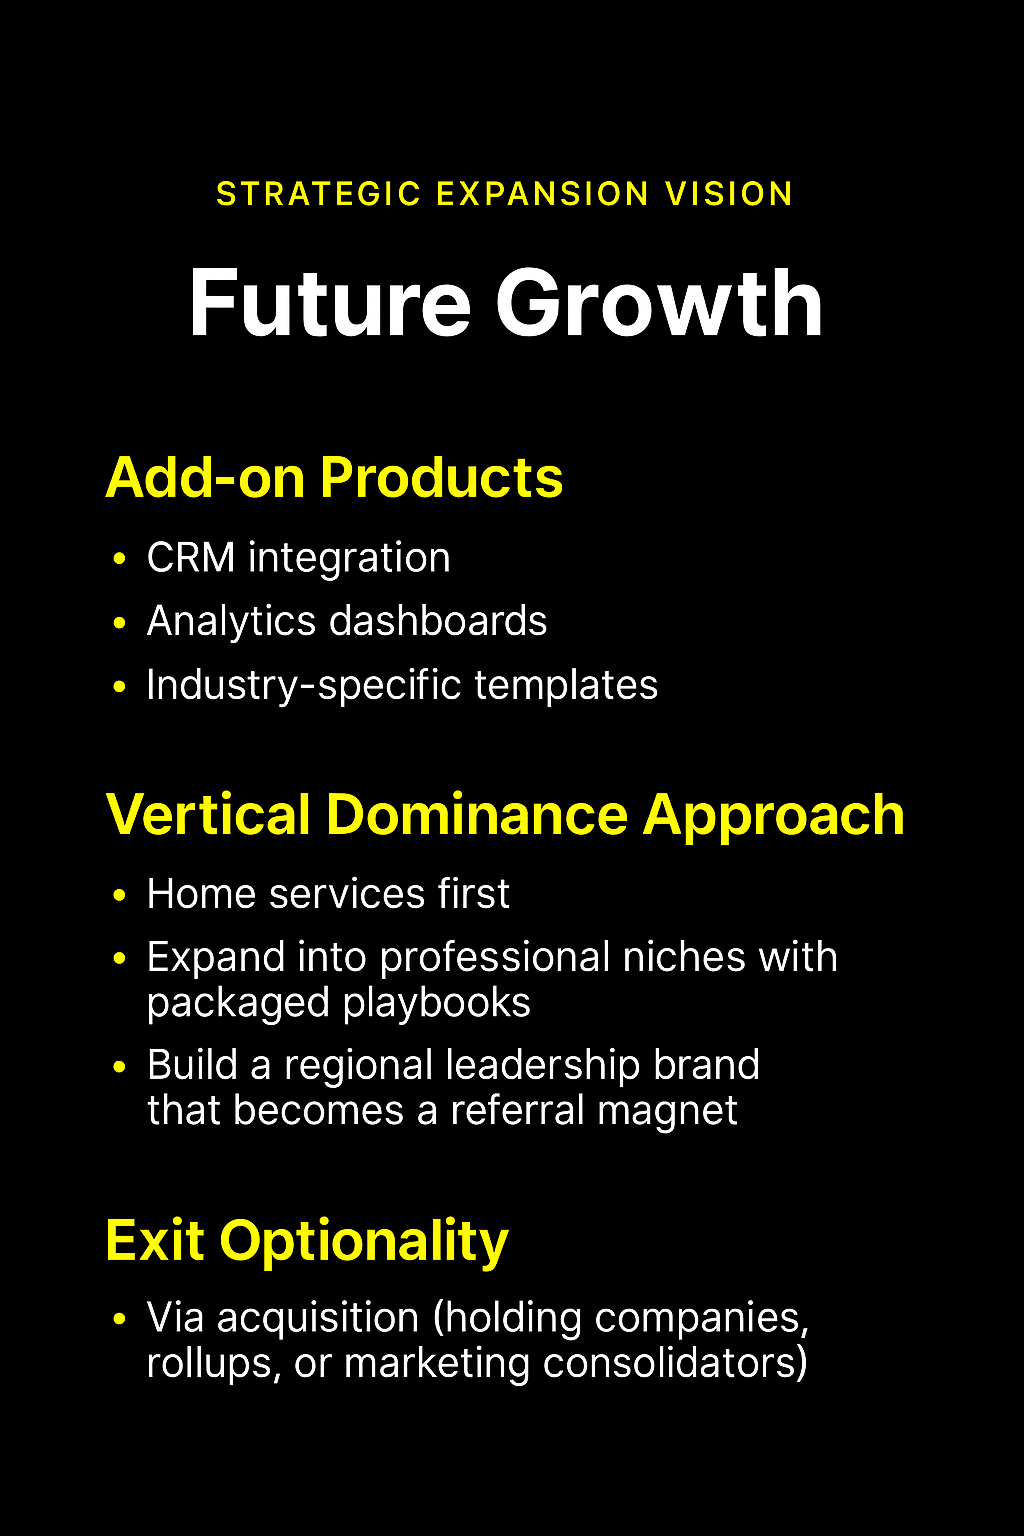 STRATEGIC EXPANSION VISION
Future Growth
Add-on Products
• CRM integration
• Analytics dashboards
• Industry-specific templates
Vertical Dominance Approach
• Home services first
• Expand into professional niches with
packaged playbooks
• Build a regional leadership brand
that becomes a referral magnet
Exit Optionality
• Via acquisition (holding companies,
rollups, or marketing consolidators)